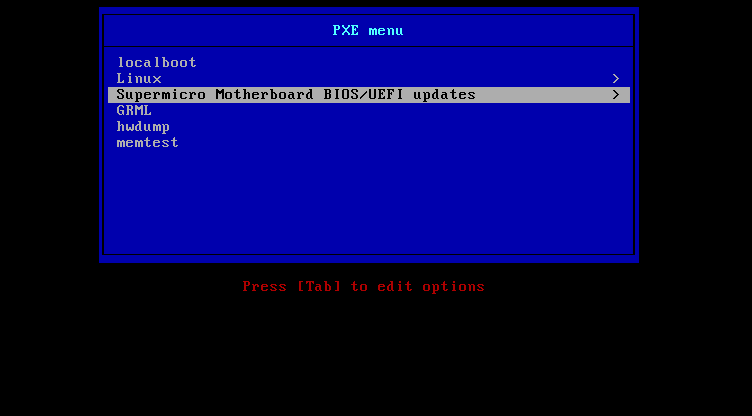 PXE menu
localboot
Linux >
Supermicro Motherboard BIOS/UEFI updates >
GRML
hwdump
memtest
Press [Tab] to edit options